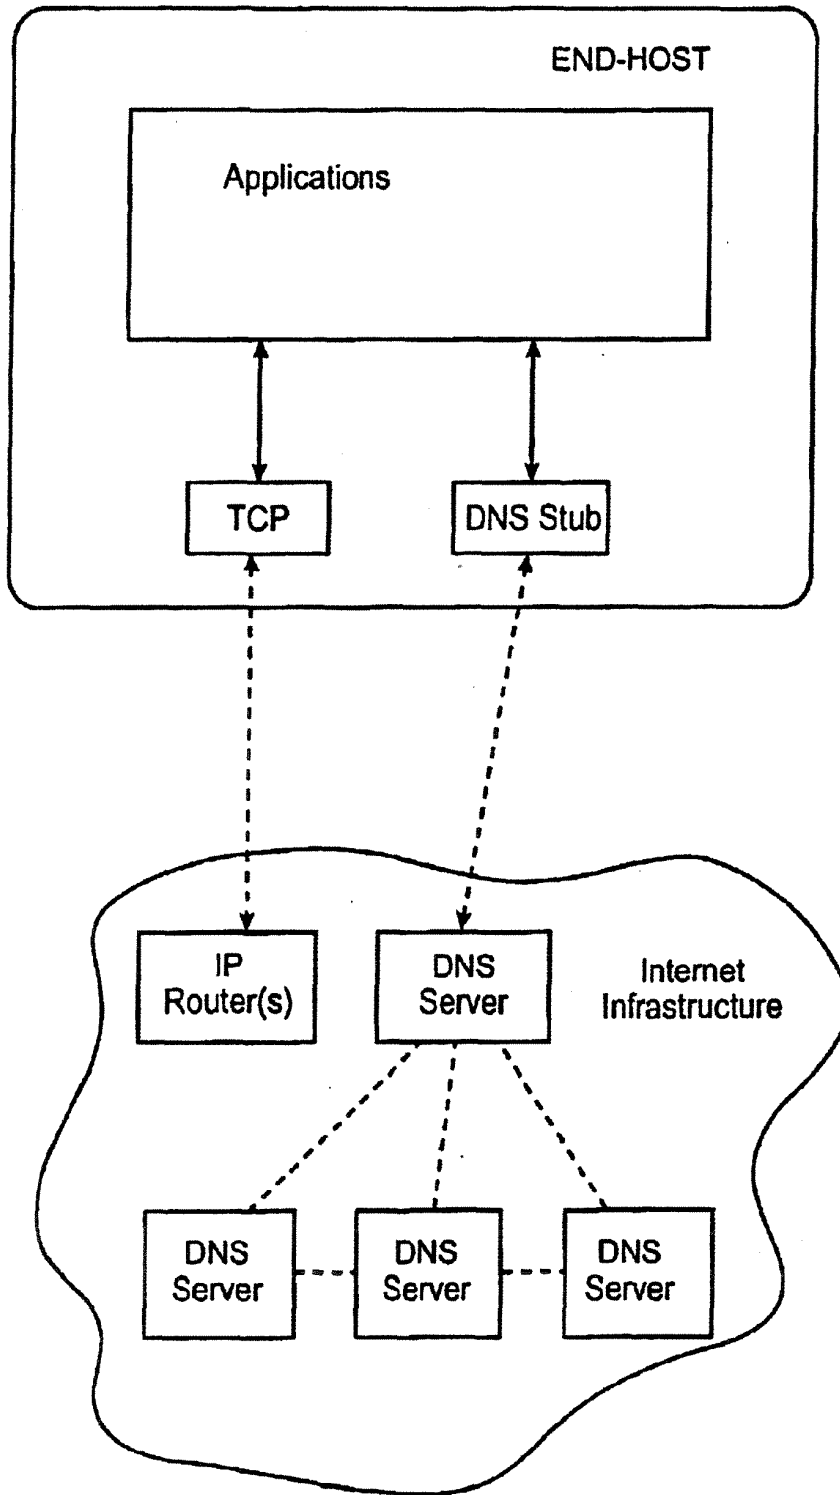 END-HOST
Applications
TCP
DNS Stub
IP
Router(s)
DNS
Server
Internet
Infrastructure
DNS
Server
DNS
Server
DNS
Server